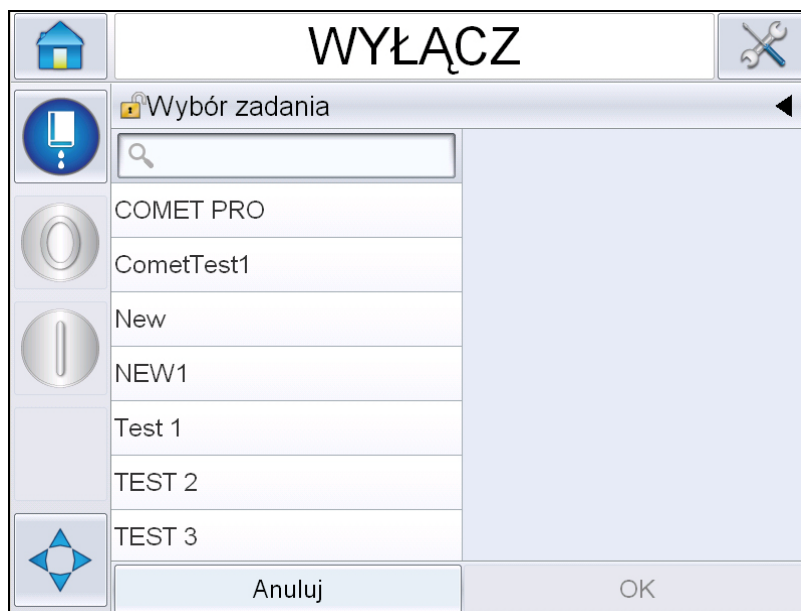 WYŁĄCZ
Wybór zadania
COMET PRO
CometTest1
New
NEW1
Test 1
TEST 2
TEST 3
Anuluj
OK